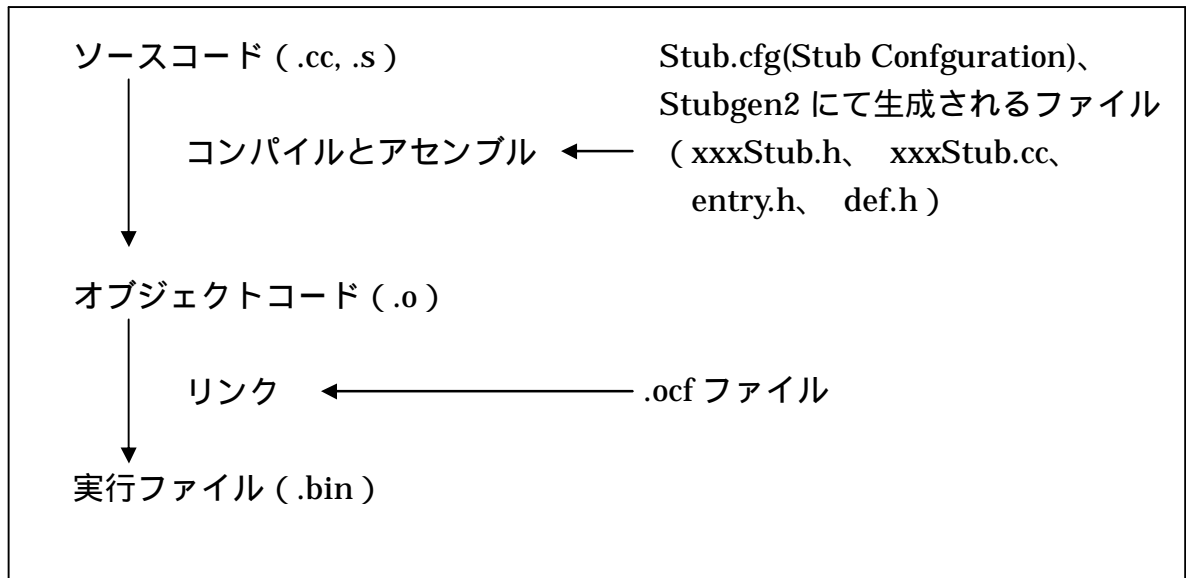 ソースコード（.cc, .s）
Stub.cfg(Stub Confguration)、
Stubgen2 にて生成されるファイル
コンパイルとアセンブル
（xxxStub.h、 xxxStub.cc、
entry.h、 def.h）
オブジェクトコード（.o）
リンク
.ocf ファイル
実行ファイル（.bin）